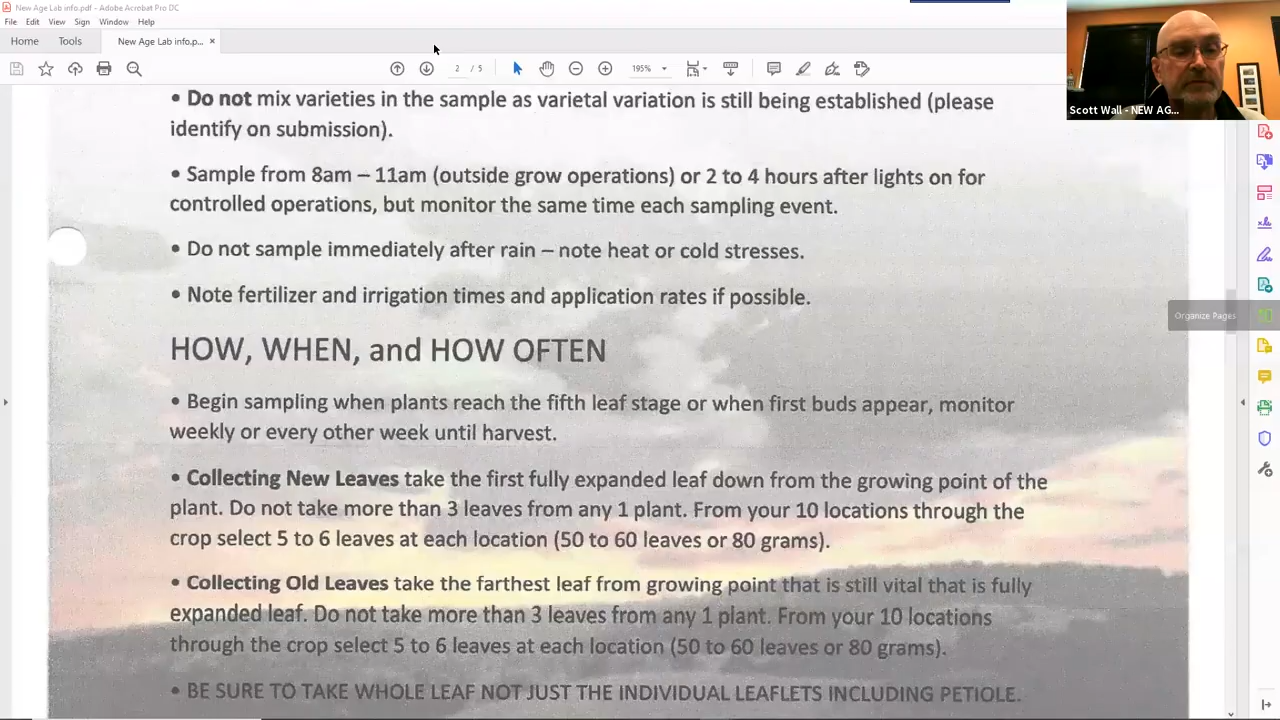 New Age Lab info.pdf - Adobe Acrobat Pro DC
File Edit View Sign Window Help
Home Tools New Age Lab info.p... ×
2 / 5 195%
Scott Wall - NEW AG...
• Do not mix varieties in the sample as varietal variation is still being established (please
identify on submission).
• Sample from 8am – 11am (outside grow operations) or 2 to 4 hours after lights on for
controlled operations, but monitor the same time each sampling event.
• Do not sample immediately after rain – note heat or cold stresses.
• Note fertilizer and irrigation times and application rates if possible.
Organize Pages
HOW, WHEN, and HOW OFTEN
• Begin sampling when plants reach the fifth leaf stage or when first buds appear, monitor
weekly or every other week until harvest.
• Collecting New Leaves take the first fully expanded leaf down from the growing point of the
plant. Do not take more than 3 leaves from any 1 plant. From your 10 locations through the
crop select 5 to 6 leaves at each location (50 to 60 leaves or 80 grams).
• Collecting Old Leaves take the farthest leaf from growing point that is still vital that is fully
expanded leaf. Do not take more than 3 leaves from any 1 plant. From your 10 locations
through the crop select 5 to 6 leaves at each location (50 to 60 leaves or 80 grams).
• BE SURE TO TAKE WHOLE LEAF NOT JUST THE INDIVIDUAL LEAFLETS INCLUDING PETIOLE.